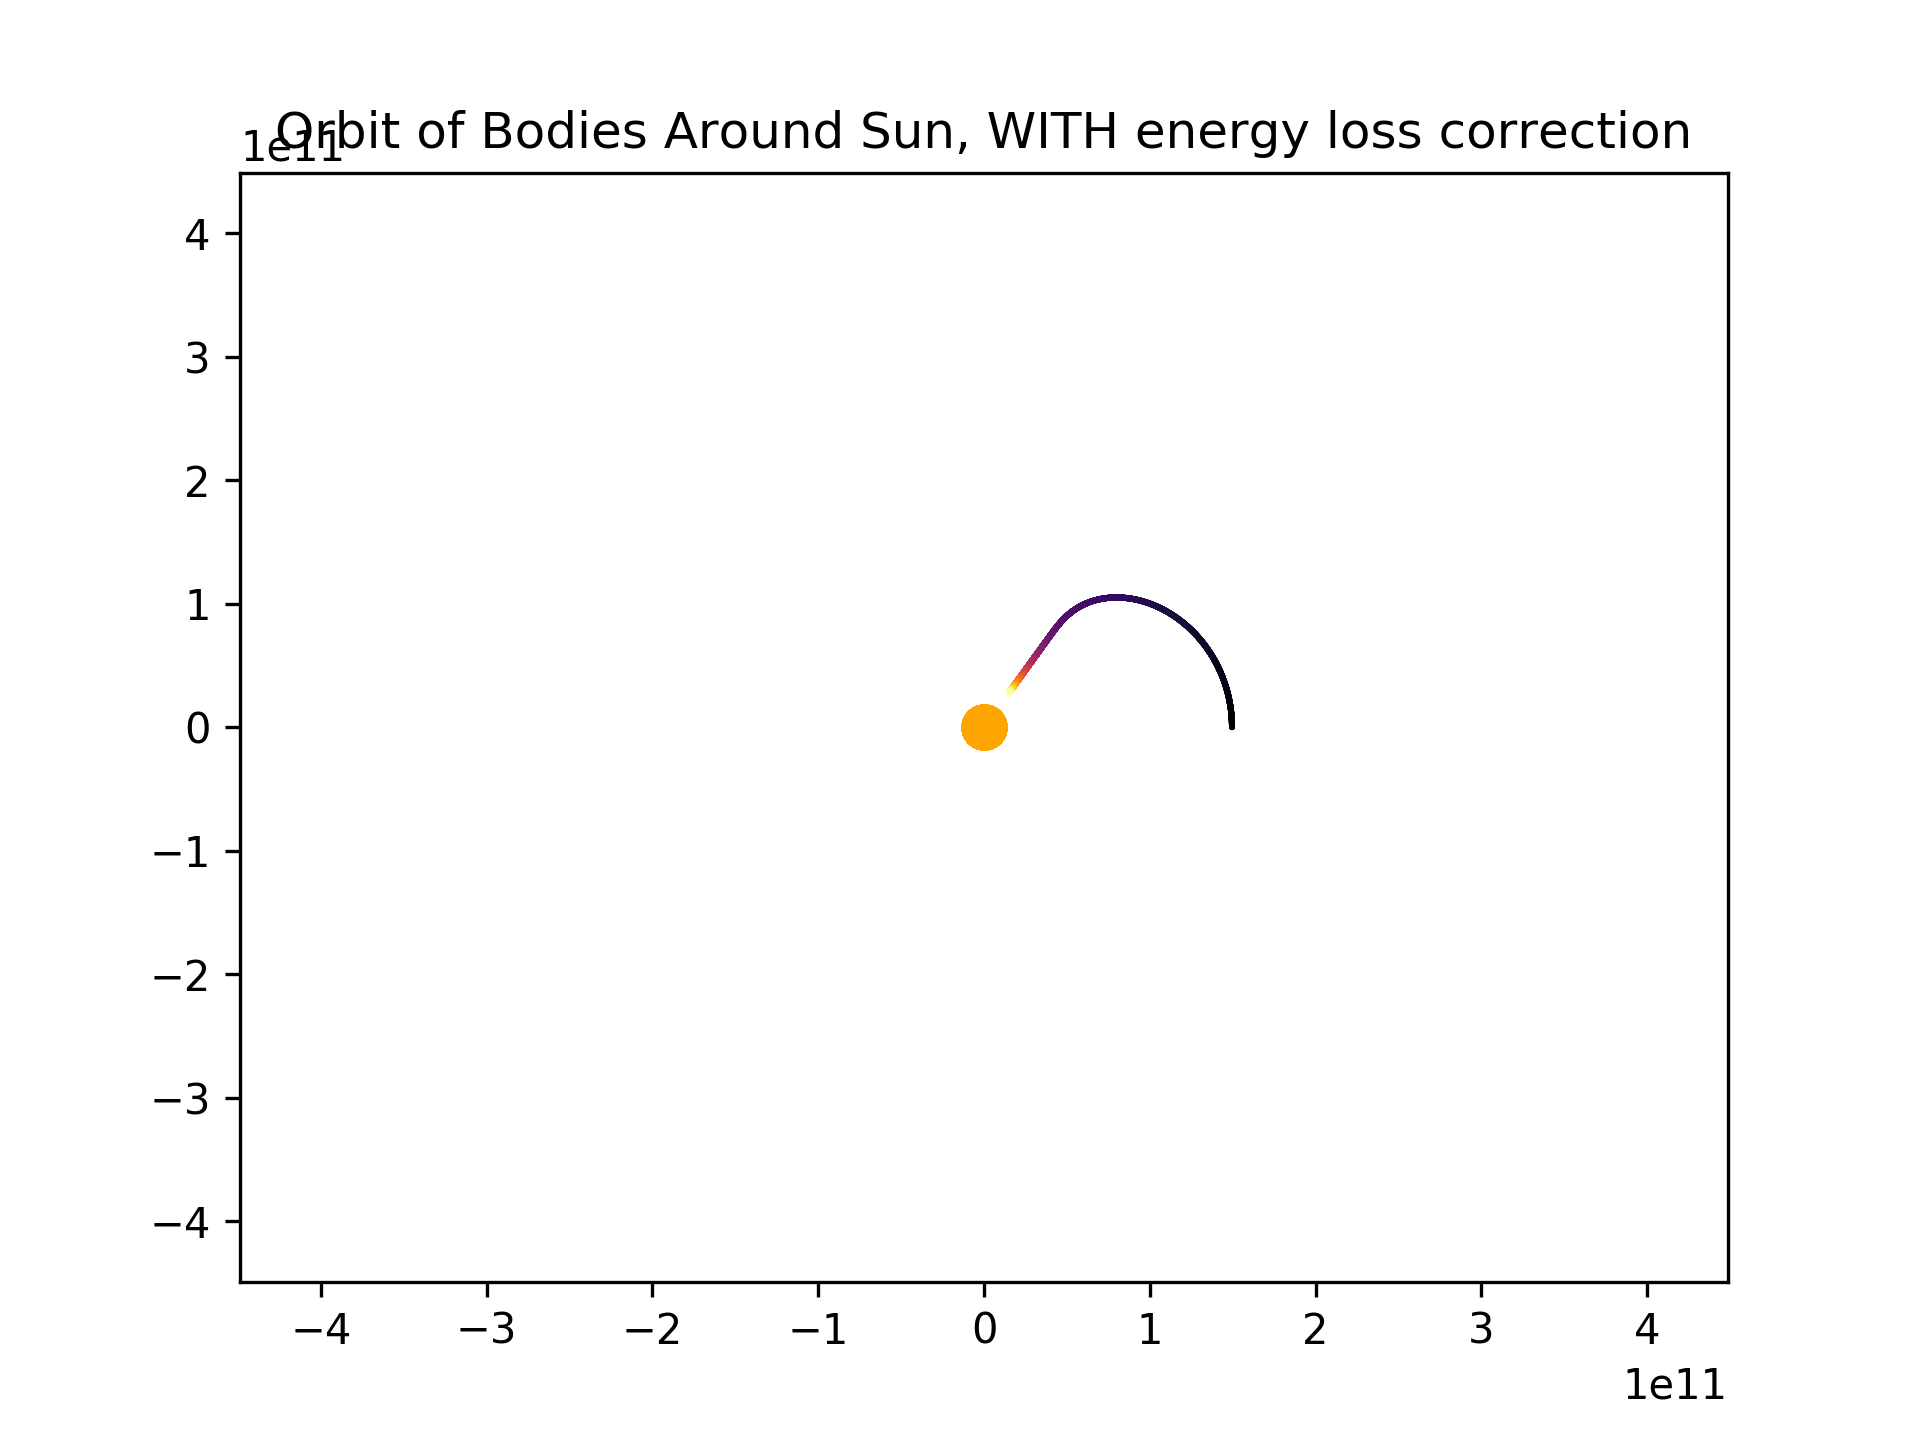 Orbit of Bodies Around Sun, WITH energy loss correction
1e11
4
3
2
1
0
−1
−2
−3
−4
−4 −3 −2 −1 0 1 2 3 4
1e11